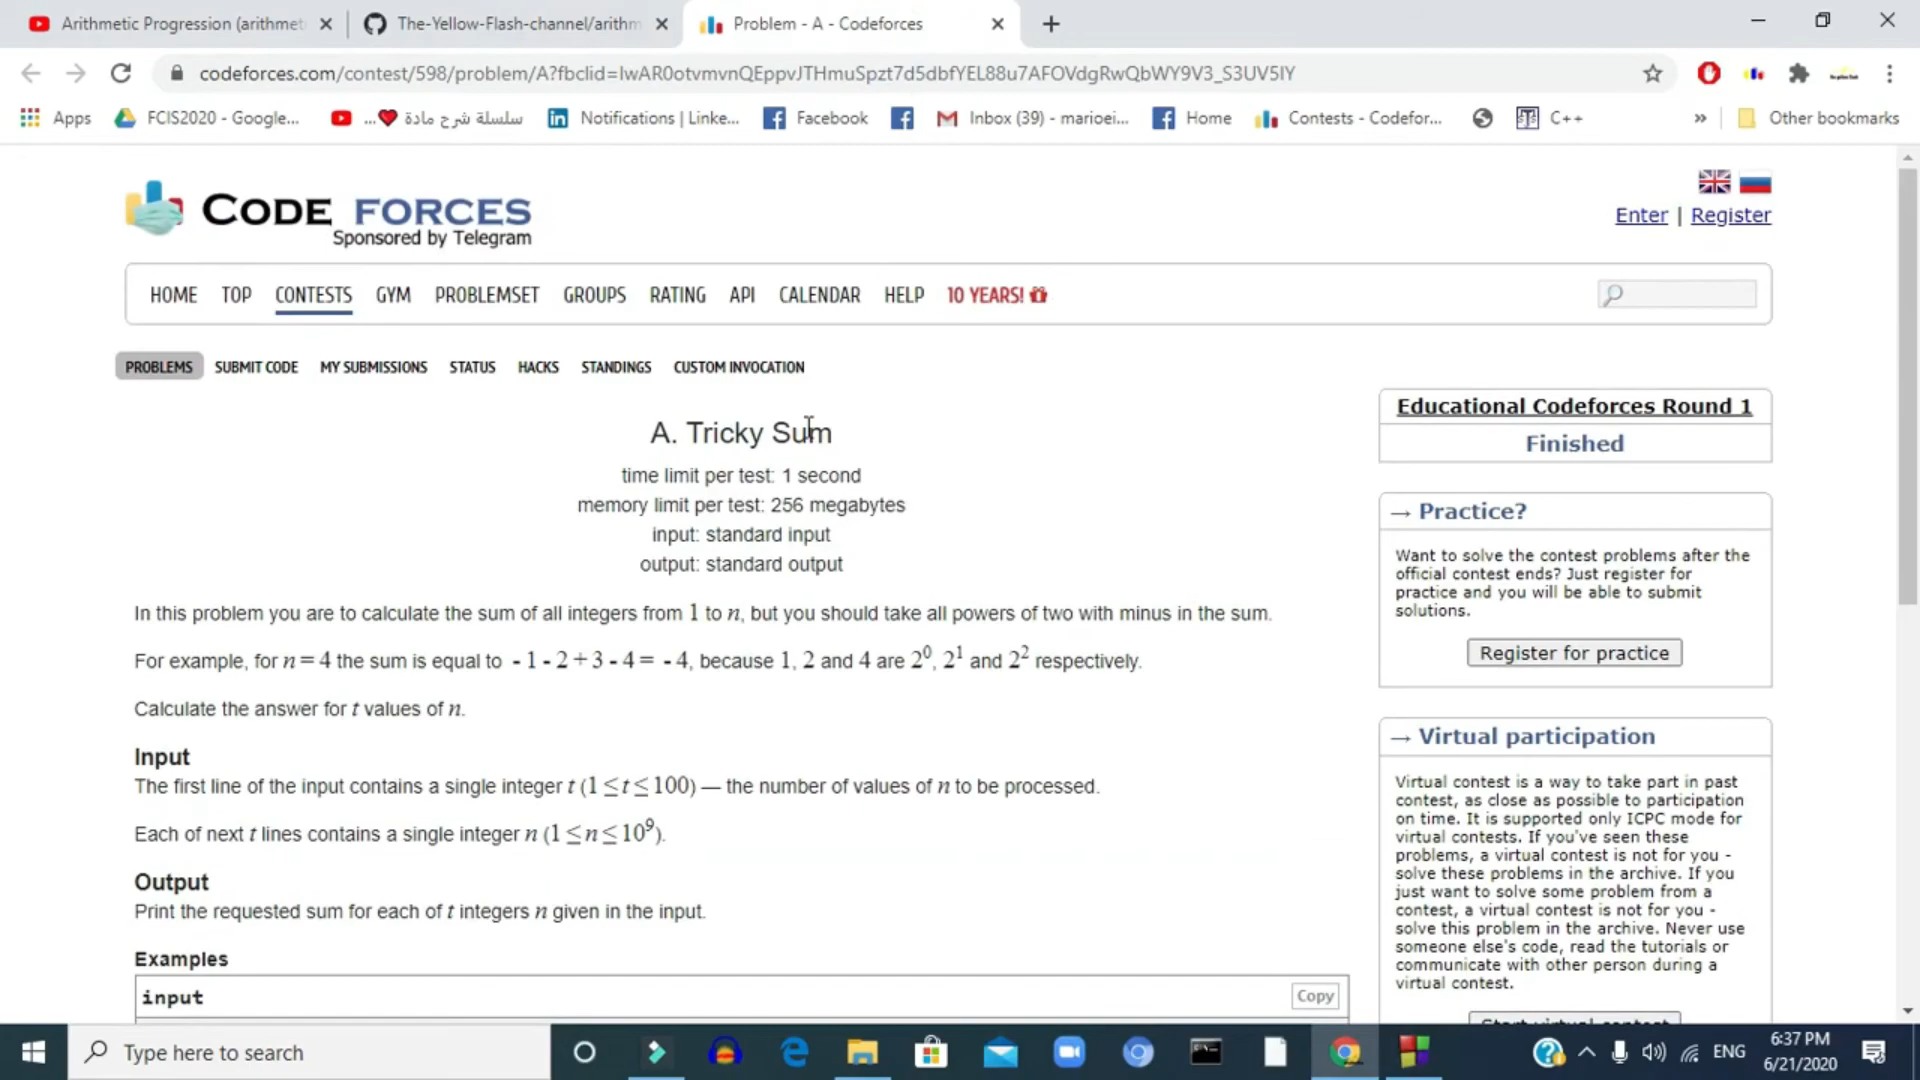 Arithmetic Progression (arithmet
The-Yellow-Flash-channel/arithm
Problem - A - Codeforces
codeforces.com/contest/598/problem/A?fbclid=IwAR0otvmvnQEppvJTHmuSpzt7d5dbfYEL88u7AFOVdgRwQbWY9V3_S3UV5IY
Apps
FCIS2020 - Google...
سلسلة شرح مادة ❤...
Notifications | Linke...
Facebook
Inbox (39) - marioei...
Home
Contests - Codefor...
C++
»
Other bookmarks
CODE FORCES
Sponsored by Telegram
Enter | Register
HOME TOP CONTESTS GYM PROBLEMSET GROUPS RATING API CALENDAR HELP 10 YEARS!
PROBLEMS SUBMIT CODE MY SUBMISSIONS STATUS HACKS STANDINGS CUSTOM INVOCATION
A. Tricky Sum
time limit per test: 1 second
memory limit per test: 256 megabytes
input: standard input
output: standard output
In this problem you are to calculate the sum of all integers from 1 to n, but you should take all powers of two with minus in the sum.
For example, for n = 4 the sum is equal to - 1 - 2 + 3 - 4 = - 4, because 1, 2 and 4 are 2⁰, 2¹ and 2² respectively.
Calculate the answer for t values of n.
Input
The first line of the input contains a single integer t (1 ≤ t ≤ 100) — the number of values of n to be processed.
Each of next t lines contains a single integer n (1 ≤ n ≤ 10⁹).
Output
Print the requested sum for each of t integers n given in the input.
Examples
input
Copy
Educational Codeforces Round 1
Finished
→ Practice?
Want to solve the contest problems after the
official contest ends? Just register for
practice and you will be able to submit
solutions.
Register for practice
→ Virtual participation
Virtual contest is a way to take part in past
contest, as close as possible to participation
on time. It is supported only ICPC mode for
virtual contests. If you've seen these
problems, a virtual contest is not for you -
solve these problems in the archive. If you
just want to solve some problem from a
contest, a virtual contest is not for you -
solve this problem in the archive. Never use
someone else's code, read the tutorials or
communicate with other person during a
virtual contest.
Start virtual contest
Type here to search
ENG
6:37 PM
6/21/2020